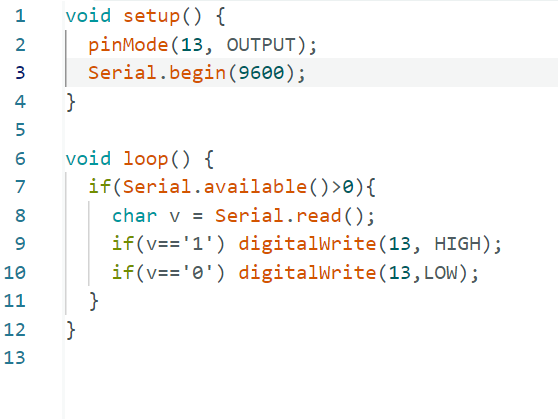 1 void setup() {
2   pinMode(13, OUTPUT);
3   Serial.begin(9600);
4 }
5
6 void loop() {
7   if(Serial.available()>0){
8     char v = Serial.read();
9     if(v=='1') digitalWrite(13, HIGH);
10     if(v=='0') digitalWrite(13,LOW);
11   }
12 }
13